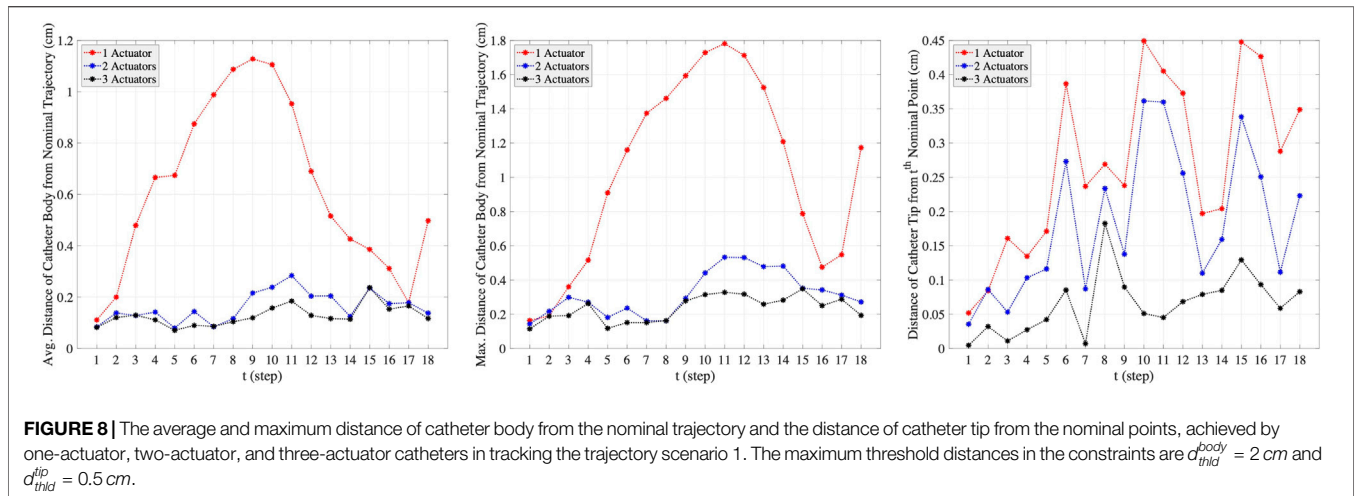 Avg. Distance of Catheter Body from Nominal Trajectory (cm)
1.2
1
0.8
0.6
0.4
0.2
0
1 Actuator
2 Actuators
3 Actuators
1 2 3 4 5 6 7 8 9 10 11 12 13 14 15 16 17 18
t (step)
Max. Distance of Catheter Body from Nominal Trajectory (cm)
1.8
1.6
1.4
1.2
1
0.8
0.6
0.4
0.2
0
1 Actuator
2 Actuators
3 Actuators
1 2 3 4 5 6 7 8 9 10 11 12 13 14 15 16 17 18
t (step)
Distance of Catheter Tip from tᵗʰ Nominal Point (cm)
0.45
0.4
0.35
0.3
0.25
0.2
0.15
0.1
0.05
0
1 Actuator
2 Actuators
3 Actuators
1 2 3 4 5 6 7 8 9 10 11 12 13 14 15 16 17 18
t (step)
FIGURE 8 | The average and maximum distance of catheter body from the nominal trajectory and the distance of catheter tip from the nominal points, achieved by
one-actuator, two-actuator, and three-actuator catheters in tracking the trajectory scenario 1. The maximum threshold distances in the constraints are d_{thld}^{body} = 2 cm and
d_{thld}^{tip} = 0.5 cm.